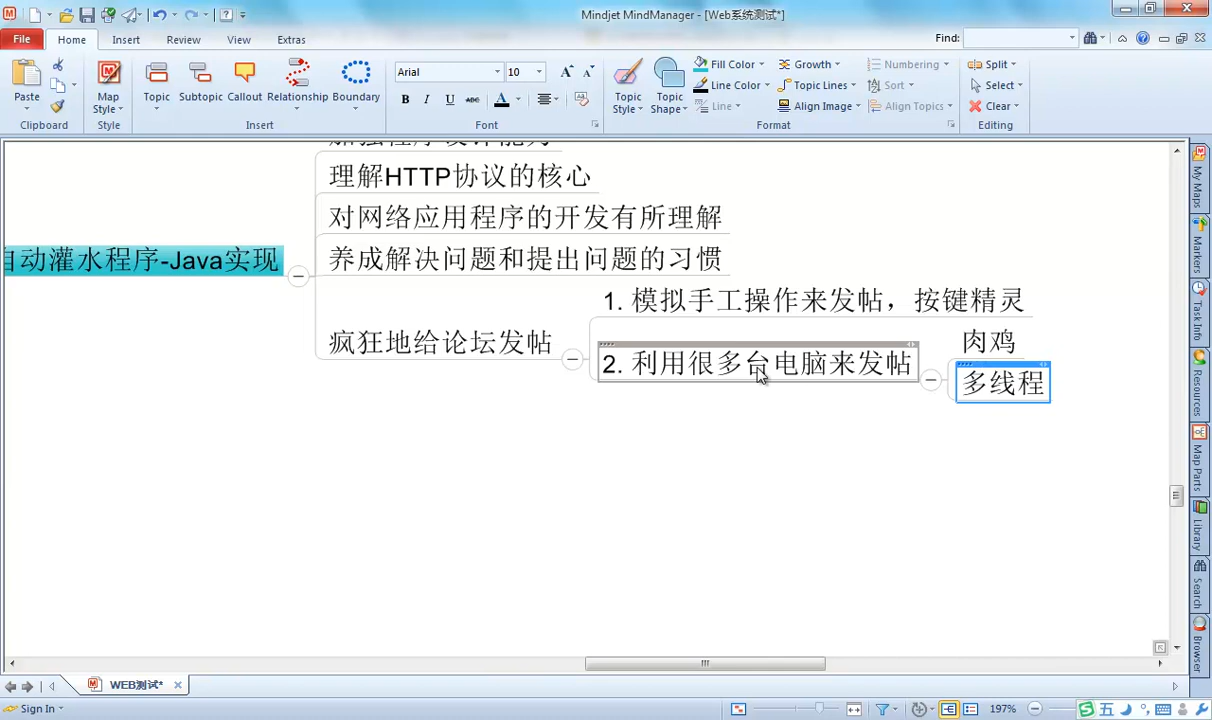 Mindjet MindManager - [Web系统测试*]
File Home Insert Review View Extras Find:
Paste Map Style Topic Subtopic Callout Relationship Boundary
Arial 10
B I U abc A
Topic Style Topic Shape
Fill Color Growth Numbering Split
Line Color Topic Lines Sort Select
Line Align Image Align Topics Clear
Clipboard Style Insert Font Format Editing
理解HTTP协议的核心
对网络应用程序的开发有所理解
自动灌水程序-Java实现
养成解决问题和提出问题的习惯
1. 模拟手工操作来发帖，按键精灵
疯狂地给论坛发帖
肉鸡
2. 利用很多台电脑来发帖
多线程
My Maps
Markers
Task Info
Resources
Map Parts
Library
Search
Browser
WEB测试*
Sign In
197%
五